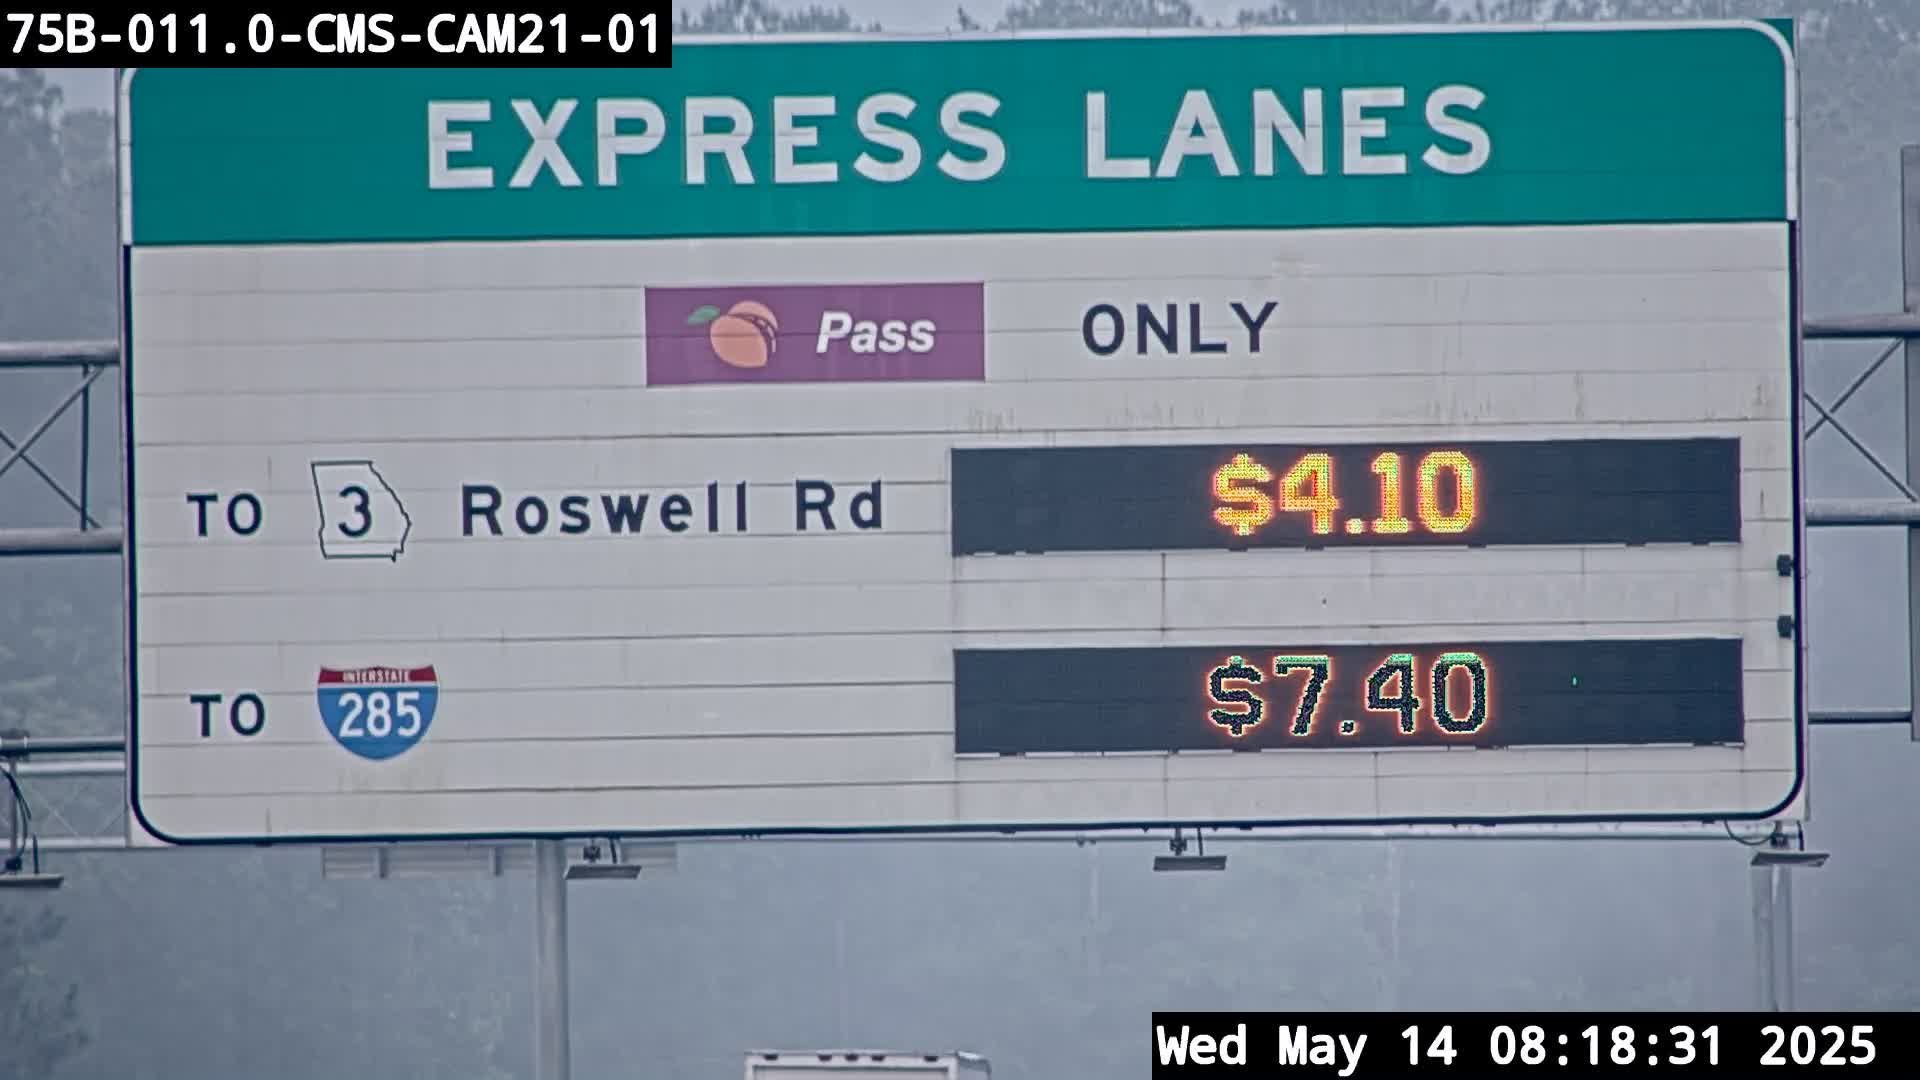 75B-011.0-CMS-CAM21-01
EXPRESS LANES
Pass ONLY
TO 3 Roswell Rd $4.10
TO INTERSTATE 285 $7.40
Wed May 14 08:18:31 2025